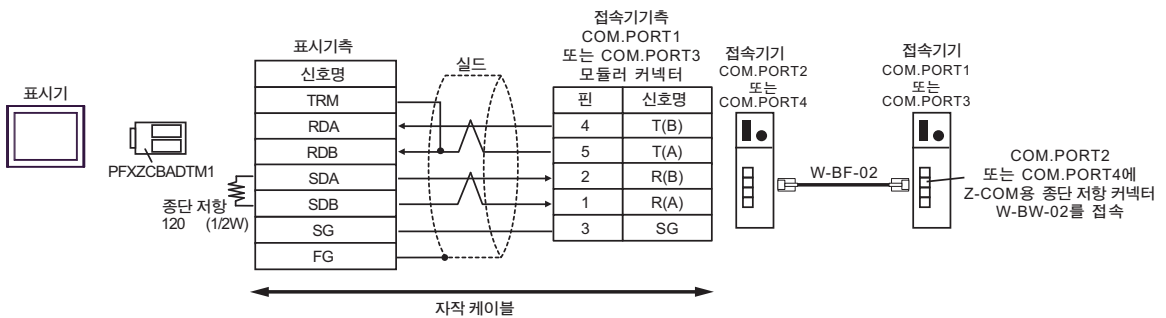 표시기
PFXZCBADTM1
종단 저항
120 (1/2W)
표시기측
신호명
TRM
RDA
RDB
SDA
SDB
SG
FG
실드
자작 케이블
접속기기측
COM.PORT1
또는 COM.PORT3
모듈러 커넥터
핀 신호명
4 T(B)
5 T(A)
2 R(B)
1 R(A)
3 SG
접속기기
COM.PORT2
또는
COM.PORT4
W-BF-02
접속기기
COM.PORT1
또는
COM.PORT3
COM.PORT2
또는 COM.PORT4에
Z-COM용 종단 저항 커넥터
W-BW-02를 접속